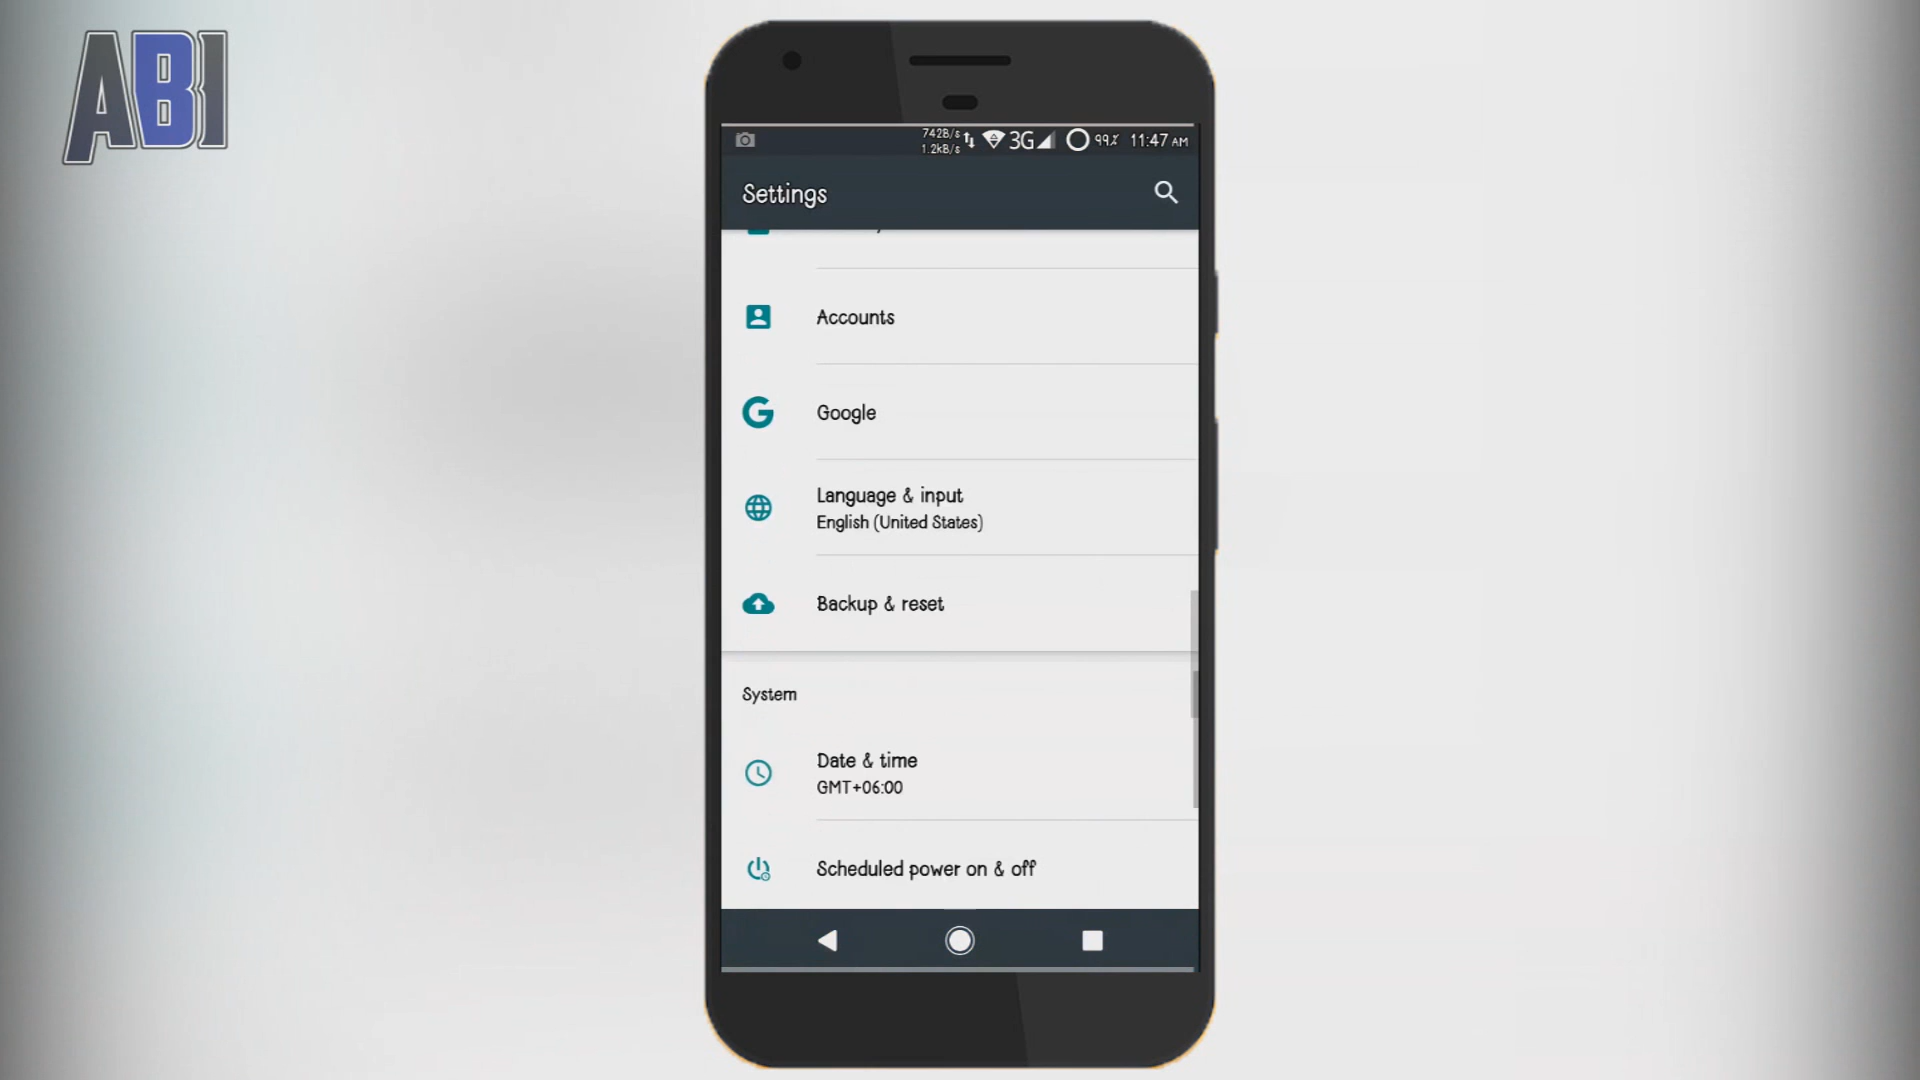 ABI
742B/s
1.2kB/s
3G
99%
11:47 AM
Settings
Accounts
Google
Language & input
English (United States)
Backup & reset
System
Date & time
GMT+06:00
Scheduled power on & off